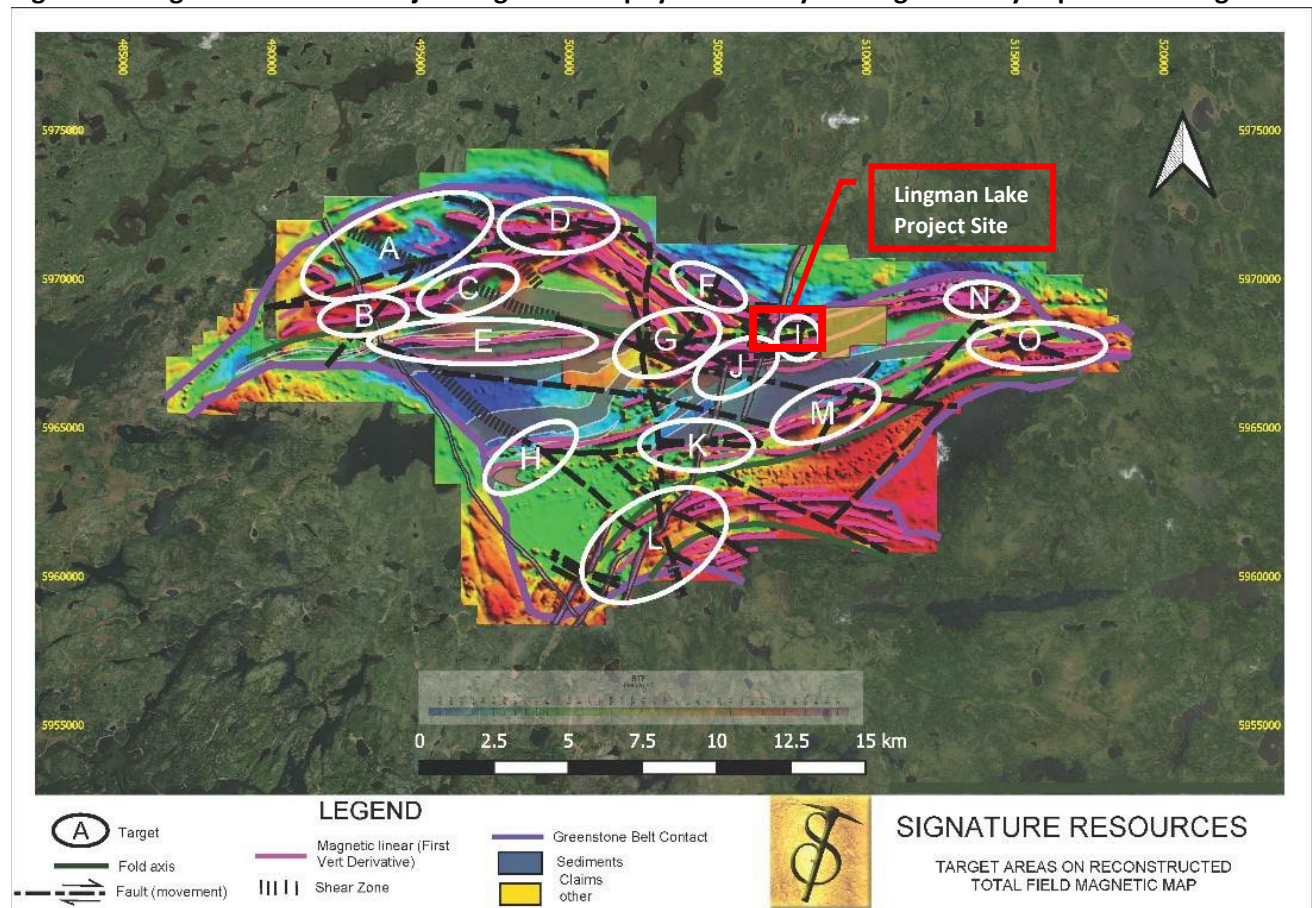 485000 490000 495000 500000 505000 510000 515000 520000
5975000 5975000
Lingman Lake
Project Site
A D
5970000 5970000
C F N
B I
E G O
J
M
5965000 5965000
K
H
L
5960000 5960000
5955000 5955000
0 2.5 5 7.5 10 12.5 15 km
LEGEND
A Target
Fold axis
Fault (movement)
Magnetic linear (First
Vert Derivative)
Shear Zone
Greenstone Belt Contact
Sediments
Claims
other
SIGNATURE RESOURCES
TARGET AREAS ON RECONSTRUCTED
TOTAL FIELD MAGNETIC MAP